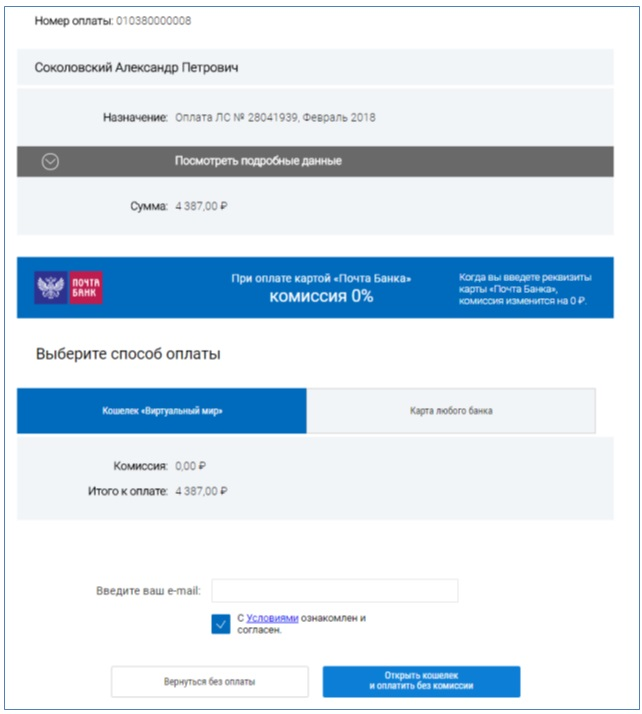 Номер оплаты: 010380000008
Соколовский Александр Петрович
Назначение: Оплата ЛС № 28041939, Февраль 2018
Посмотреть подробные данные
Сумма: 4 387,00 ₽
ПОЧТА
БАНК
При оплате картой «Почта Банка»
КОМИССИЯ 0%
Когда вы введете реквизиты
карты «Почта Банка»,
комиссия изменится на 0 ₽.
Выберите способ оплаты
Кошелек «Виртуальный мир»
Карта любого банка
Комиссия: 0,00 ₽
Итого к оплате: 4 387,00 ₽
Введите ваш e-mail:
С Условиями ознакомлен и
согласен.
Вернуться без оплаты
Открыть кошелек
и оплатить без комиссии